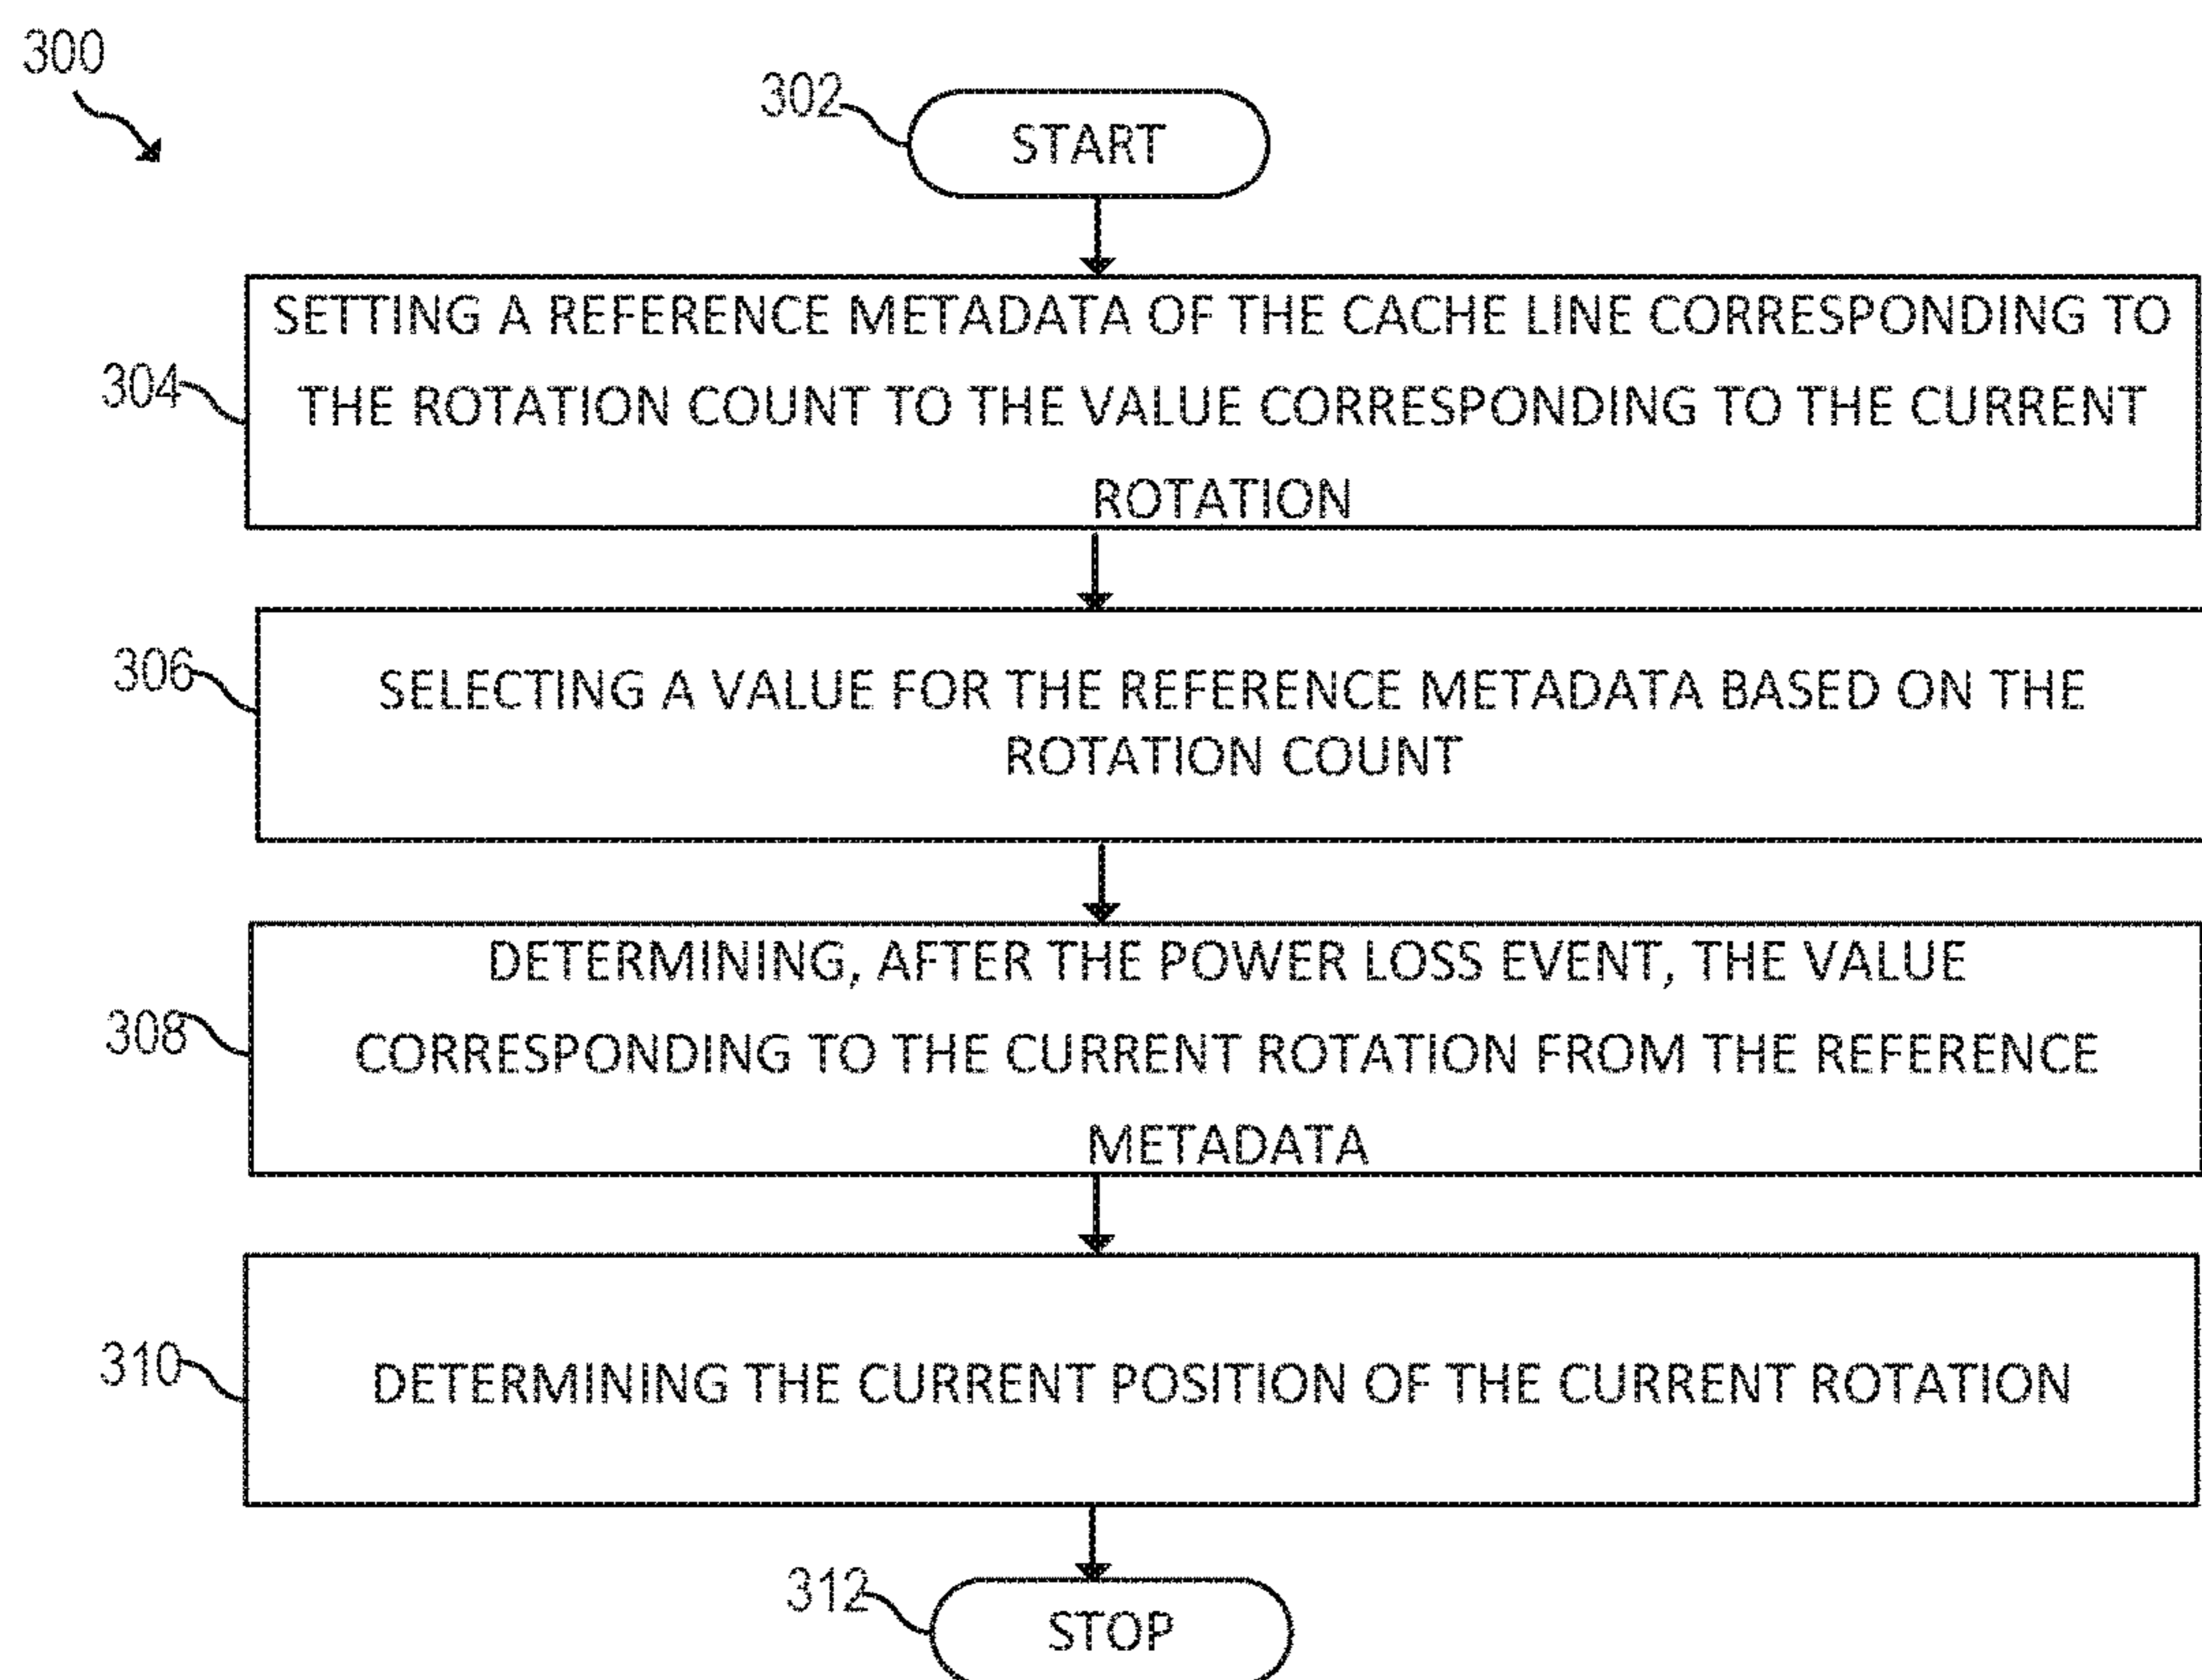 300
302
START
304
SETTING A REFERENCE METADATA OF THE CACHE LINE CORRESPONDING TO
THE ROTATION COUNT TO THE VALUE CORRESPONDING TO THE CURRENT
ROTATION
306
SELECTING A VALUE FOR THE REFERENCE METADATA BASED ON THE
ROTATION COUNT
308
DETERMINING, AFTER THE POWER LOSS EVENT, THE VALUE
CORRESPONDING TO THE CURRENT ROTATION FROM THE REFERENCE
METADATA
310
DETERMINING THE CURRENT POSITION OF THE CURRENT ROTATION
312
STOP